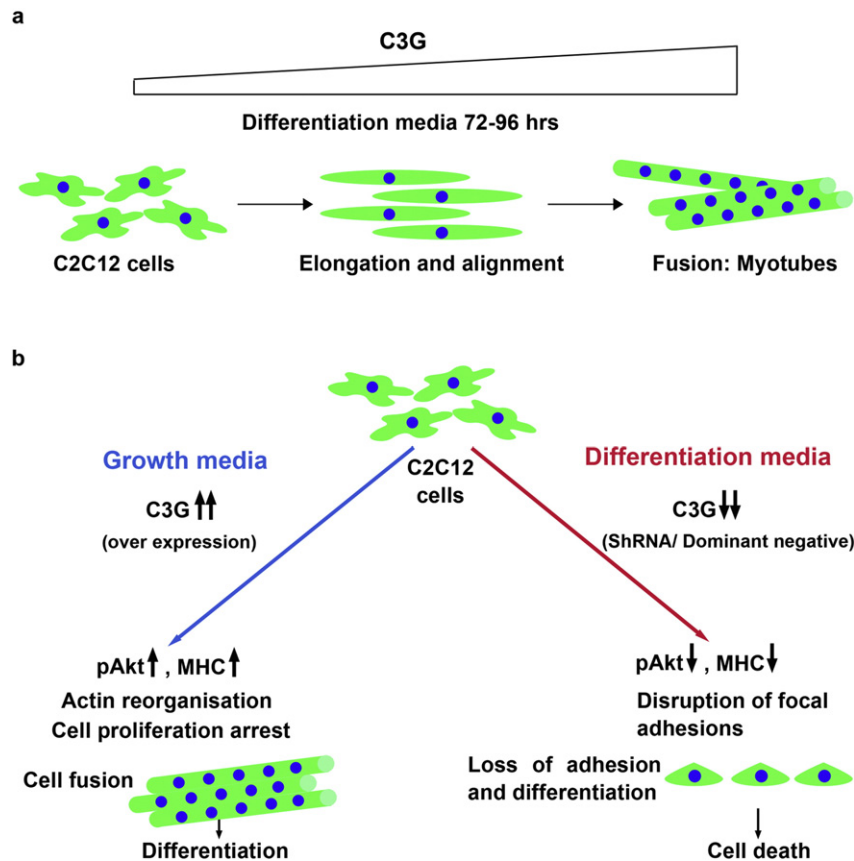 a
C3G
Differentiation media 72-96 hrs
C2C12 cells
Elongation and alignment
Fusion: Myotubes
b
C2C12
cells
Growth media
C3G
(over expression)
Differentiation media
C3G
(ShRNA/ Dominant negative)
pAkt , MHC
Actin reorganisation
Cell proliferation arrest
Cell fusion
Differentiation
pAkt , MHC
Disruption of focal
adhesions
Loss of adhesion
and differentiation
Cell death